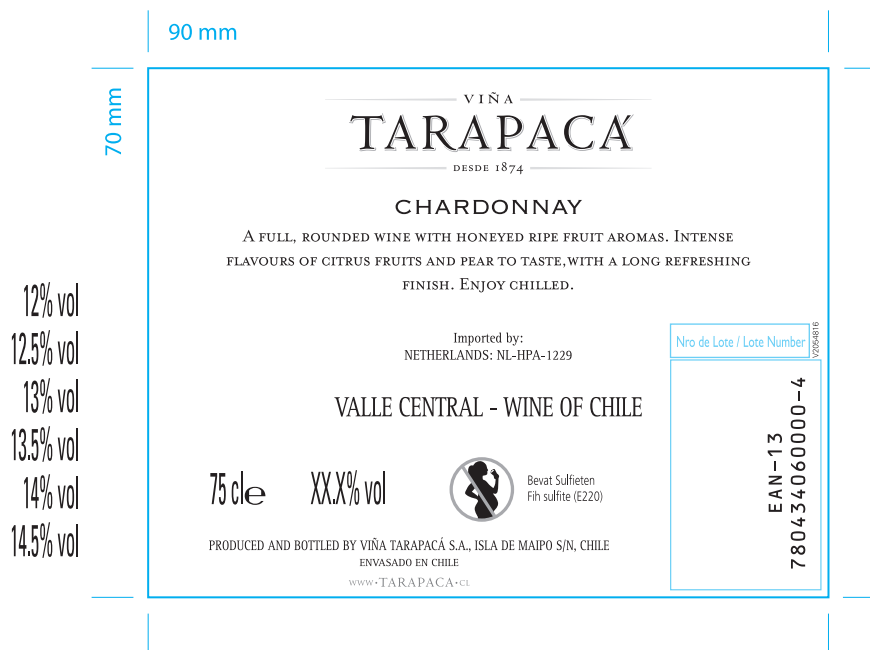 90 mm
70 mm
VIÑA
TARAPACÁ
DESDE 1874
CHARDONNAY
A FULL, ROUNDED WINE WITH HONEYED RIPE FRUIT AROMAS. INTENSE
FLAVOURS OF CITRUS FRUITS AND PEAR TO TASTE,WITH A LONG REFRESHING
FINISH. ENJOY CHILLED.
12% vol
12.5% vol
13% vol
13.5% vol
14% vol
14.5% vol
Imported by:
NETHERLANDS: NL-HPA-1229
Nro de Lote / Lote Number
V2054816
VALLE CENTRAL - WINE OF CHILE
EAN-13
780434060000-4
75 cl e
XX.X% vol
Bevat Sulfieten
Fih sulfite (E220)
PRODUCED AND BOTTLED BY VIÑA TARAPACÁ S.A., ISLA DE MAIPO S/N, CHILE
ENVASADO EN CHILE
WWW·TARAPACA·CL